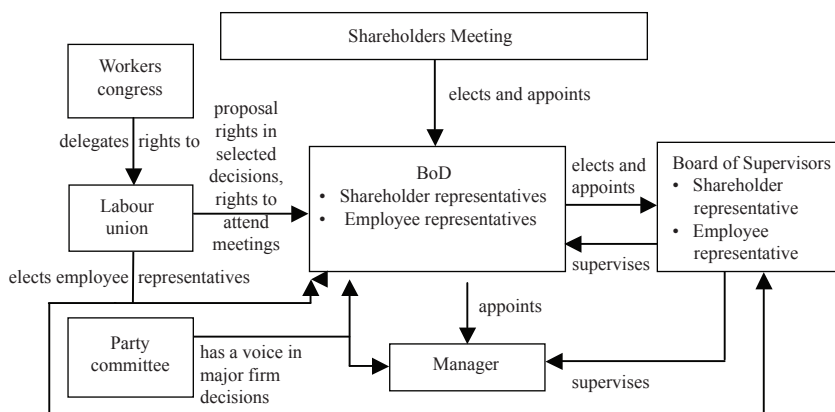 Shareholders Meeting
Workers
congress
elects and appoints
delegates rights to
proposal
rights in
selected
decisions,
rights to
attend
meetings
BoD
• Shareholder representatives
• Employee representatives
elects and
appoints
Board of Supervisors
• Shareholder
representative
• Employee
representative
Labour
union
supervises
elects employee representatives
appoints
Party
committee
has a voice in
major firm
decisions
Manager
supervises